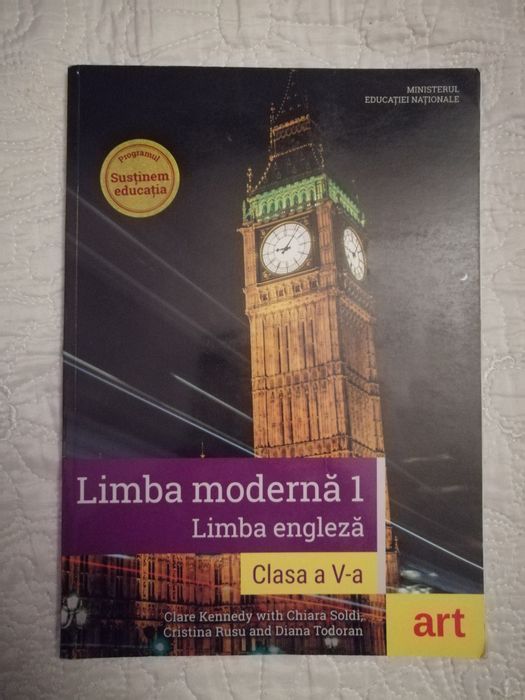 MINISTERUL
EDUCAȚIEI NAȚIONALE
Programul
Susținem
educația
Limba modernă 1
Limba engleză
Clasa a V-a
Clare Kennedy with Chiara Soldi,
Cristina Rusu and Diana Todoran
art